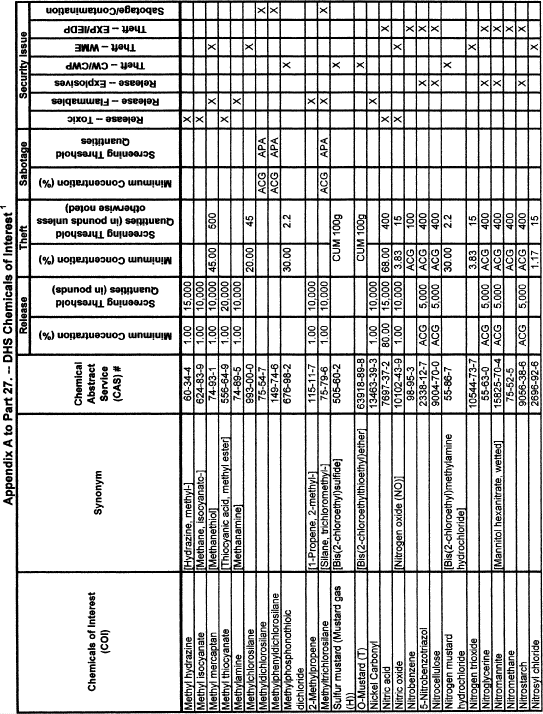 Appendix A to Part 27. -- DHS Chemicals of Interest 1
Chemicals of Interest (COI) Synonym Chemical Abstract Service (CAS) # Release Theft Sabotage Security Issue
Minimum Concentration (%) Screening Threshold Quantities (in pounds) Minimum Concentration (%) Screening Threshold Quantities (in pounds unless otherwise noted) Minimum Concentration (%) Screening Threshold Quantities Release – Toxic Release – Flammables Release – Explosives Theft – CW/CWP Theft – WME Theft – EXP/IEDP Sabotage/Contamination
Methyl hydrazine [Hydrazine, methyl-] 60-34-4 1.00 15,000 X
Methyl isocyanate [Methane, isocyanato-] 624-83-9 1.00 10,000 X
Methyl mercaptan [Methanethiol] 74-93-1 1.00 10,000 45.00 500 X X
Methyl thiocyanate [Thiocyanic acid, methyl ester] 556-64-9 1.00 20,000 X
Methylamine [Methanamine] 74-89-5 1.00 10,000 X
993-00-0 20.00 45 X
Methyldichlorosilane 75-54-7 ACG APA X
Methylphenyldichlorosilane 149-74-6 ACG APA X
Methylphosphonothioic dichloride 676-98-2 30.00 2.2 X
2-Methylpropene [1-Propene, 2-methyl-] 115-11-7 1.00 10,000 X
Methyltrichlorosilane [Silane, trichloromethyl-] 75-79-6 1.00 10,000 ACG APA X X
Sulfur mustard (Mustard gas (H)) [Bis(2-chloroethyl)sulfide] 505-60-2 CUM 100g X
O-Mustard (T) [Bis(2-chloroethylthioethyl)ether] 63918-89-8 CUM 100g X
Nickel Carbonyl 13463-39-3 1.00 10,000 X
Nitric acid 7697-37-2 80.00 15,000 68.00 400 X X
Nitric oxide [Nitrogen oxide (NO)] 10102-43-9 1.00 10,000 3.83 15 X X
Nitrobenzene 98-95-3 ACG 100 X
5-Nitrobenzotriazol 2338-12-7 ACG 5,000 ACG 400 X X
Nitrocellulose 9004-70-0 ACG 5,000 ACG 400 X X
Nitrogen mustard hydrochloride [Bis(2-chloroethyl)methylamine hydrochloride] 55-86-7 30.00 2.2 X
Nitrogen trioxide 10544-73-7 3.83 15 X
Nitroglycerine 55-63-0 ACG 5,000 ACG 400 X X
Nitromannite [Mannitol hexanitrate, wetted] 15825-70-4 ACG 5,000 ACG 400 X X
Nitromethane 75-52-5 ACG 400 X
Nitrostarch 9056-38-6 ACG 5,000 ACG 400 X X
Nitrosyl chloride 2696-92-6 1.17 15 X